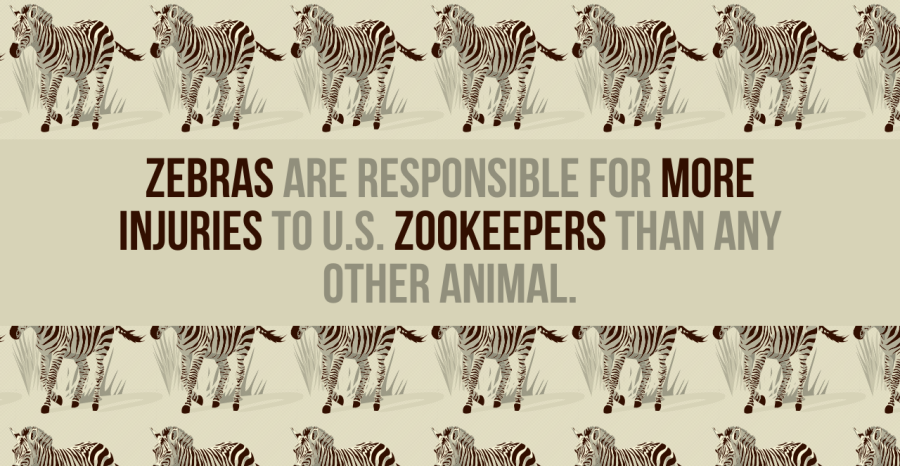 ZEBRAS ARE RESPONSIBLE FOR MORE
INJURIES TO U.S. ZOOKEEPERS THAN ANY
OTHER ANIMAL.